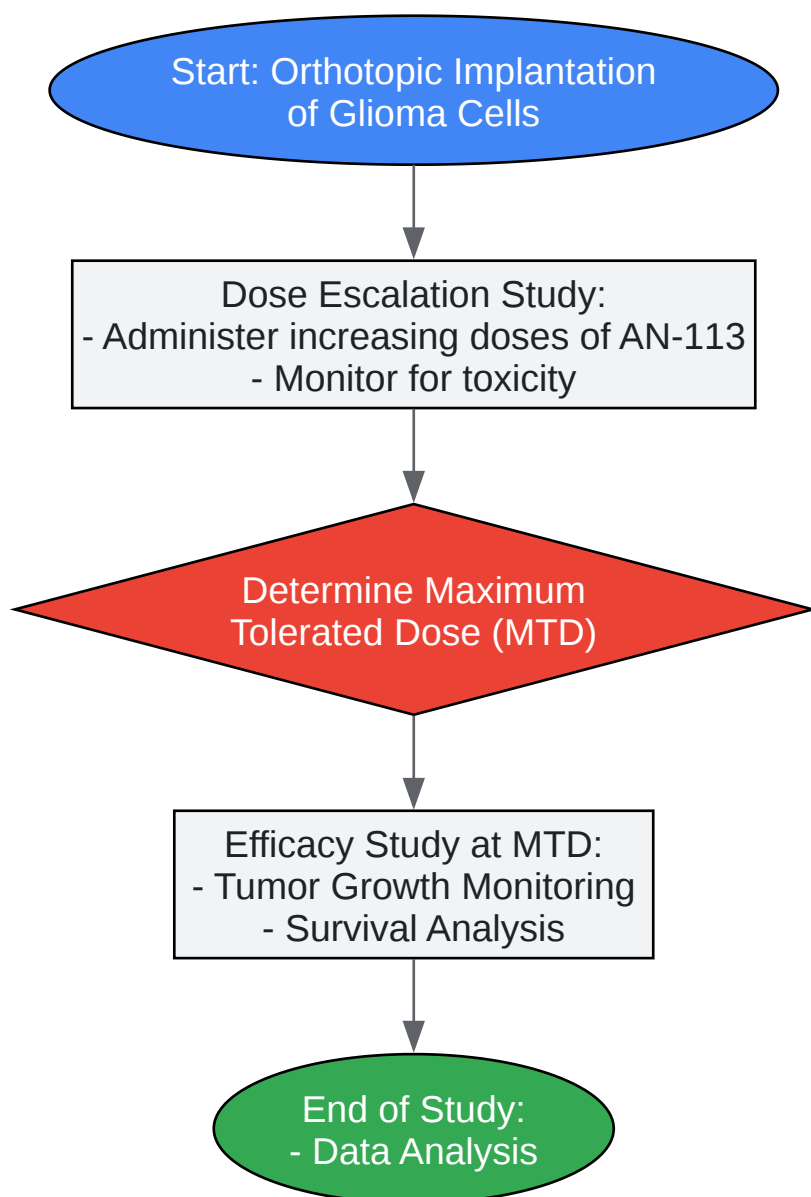 Start: Orthotopic Implantation
of Glioma Cells
Dose Escalation Study:
- Administer increasing doses of AN-113
- Monitor for toxicity
Determine Maximum
Tolerated Dose (MTD)
Efficacy Study at MTD:
- Tumor Growth Monitoring
- Survival Analysis
End of Study:
- Data Analysis